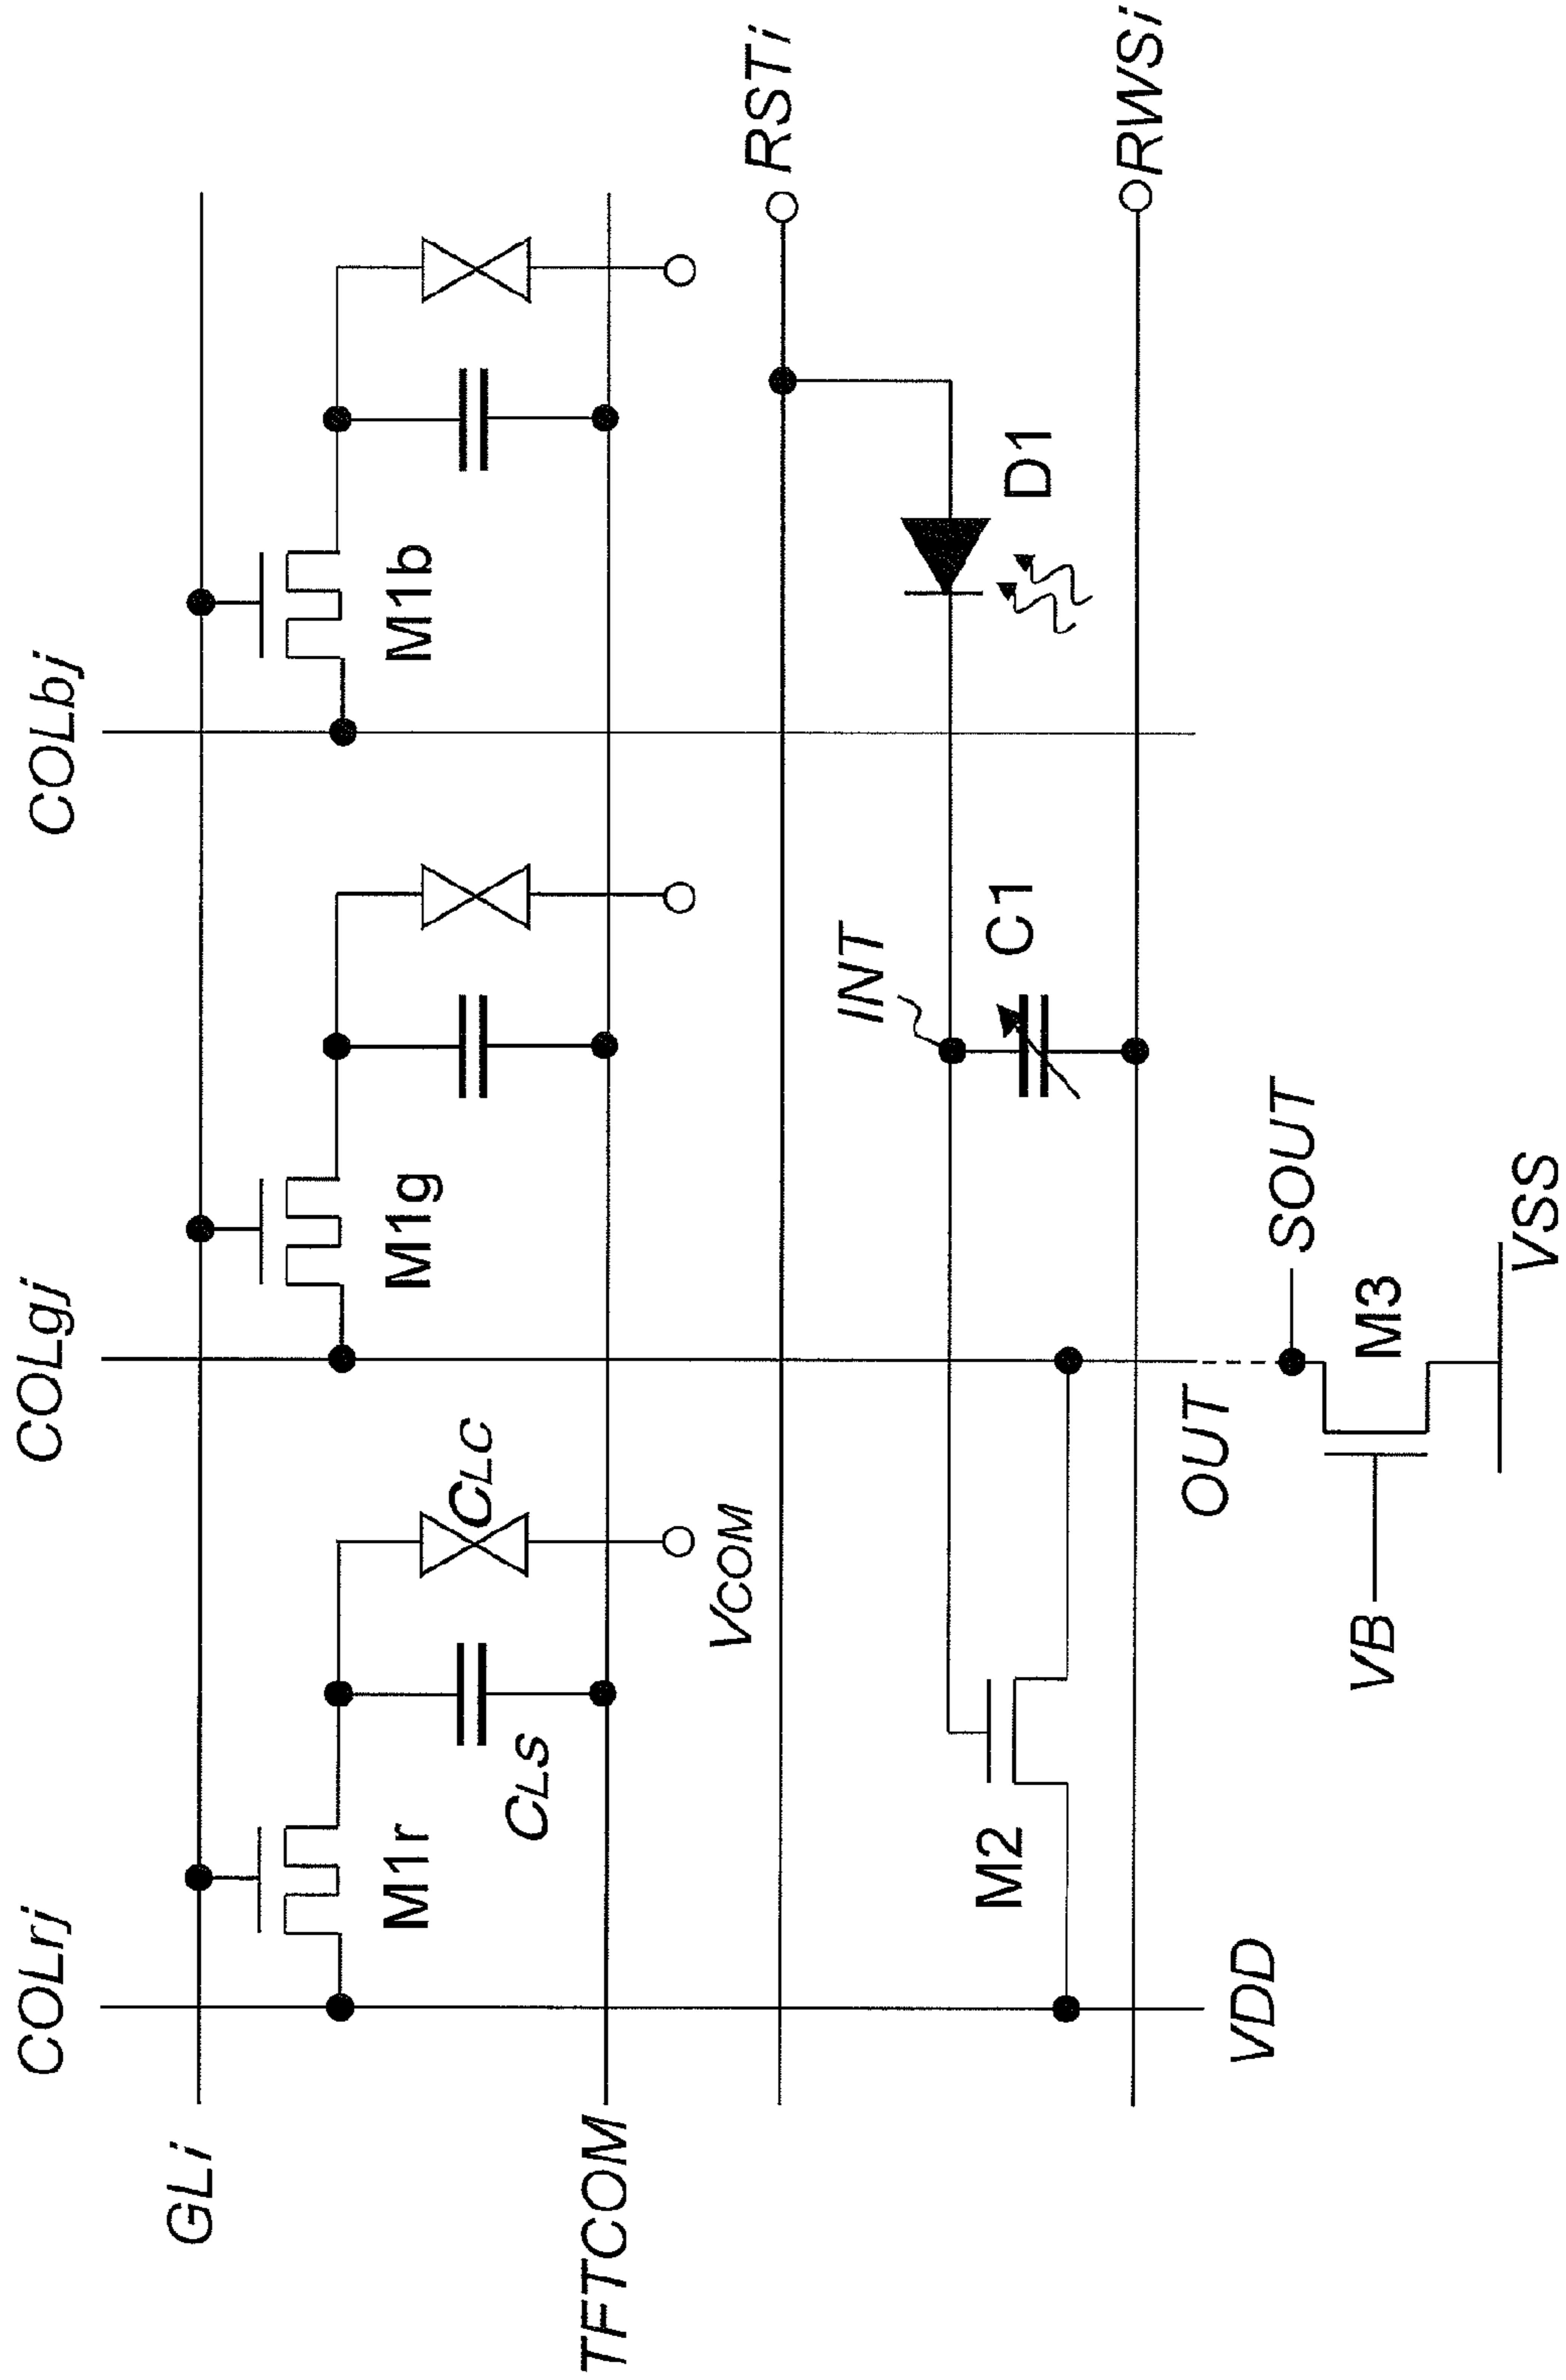 COLrj
COLgj
COLbj
GLi
M1r
M1g
M1b
CLS
CLC
TFTCOM
VCOM
RSTi
INT
C1
D1
M2
RWSi
VDD
OUT
SOUT
VB
M3
VSS